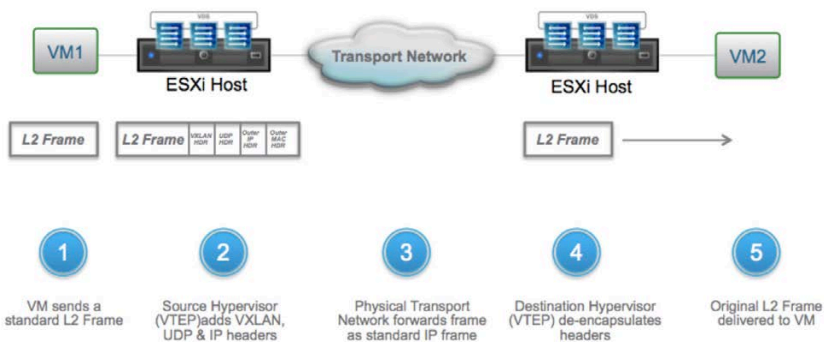 VDS
VDS
VM1
Transport Network
VM2
ESXi Host
ESXi Host
L2 Frame
L2 Frame
VXLAN
HDR
UDP
HDR
Outer
IP
HDR
Outer
MAC
HDR
L2 Frame
1
2
3
4
5
VM sends a
standard L2 Frame
Source Hypervisor
(VTEP)adds VXLAN,
UDP & IP headers
Physical Transport
Network forwards frame
as standard IP frame
Destination Hypervisor
(VTEP) de-encapsulates
headers
Original L2 Frame
delivered to VM